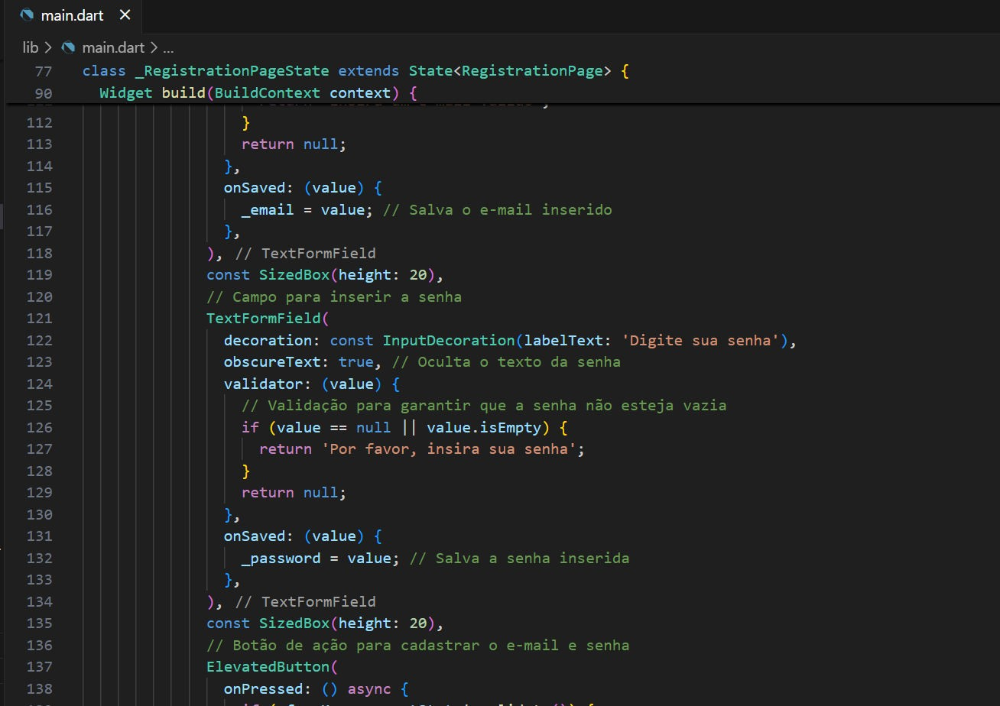 main.dart ×
lib > main.dart > ...
77 class _RegistrationPageState extends State<RegistrationPage> {
90 Widget build(BuildContext context) {
112 }
113 return null;
114 },
115 onSaved: (value) {
116 _email = value; // Salva o e-mail inserido
117 },
118 ), // TextFormField
119 const SizedBox(height: 20),
120 // Campo para inserir a senha
121 TextFormField(
122 decoration: const InputDecoration(labelText: 'Digite sua senha'),
123 obscureText: true, // Oculta o texto da senha
124 validator: (value) {
125 // Validação para garantir que a senha não esteja vazia
126 if (value == null || value.isEmpty) {
127 return 'Por favor, insira sua senha';
128 }
129 return null;
130 },
131 onSaved: (value) {
132 _password = value; // Salva a senha inserida
133 },
134 ), // TextFormField
135 const SizedBox(height: 20),
136 // Botão de ação para cadastrar o e-mail e senha
137 ElevatedButton(
138 onPressed: () async {